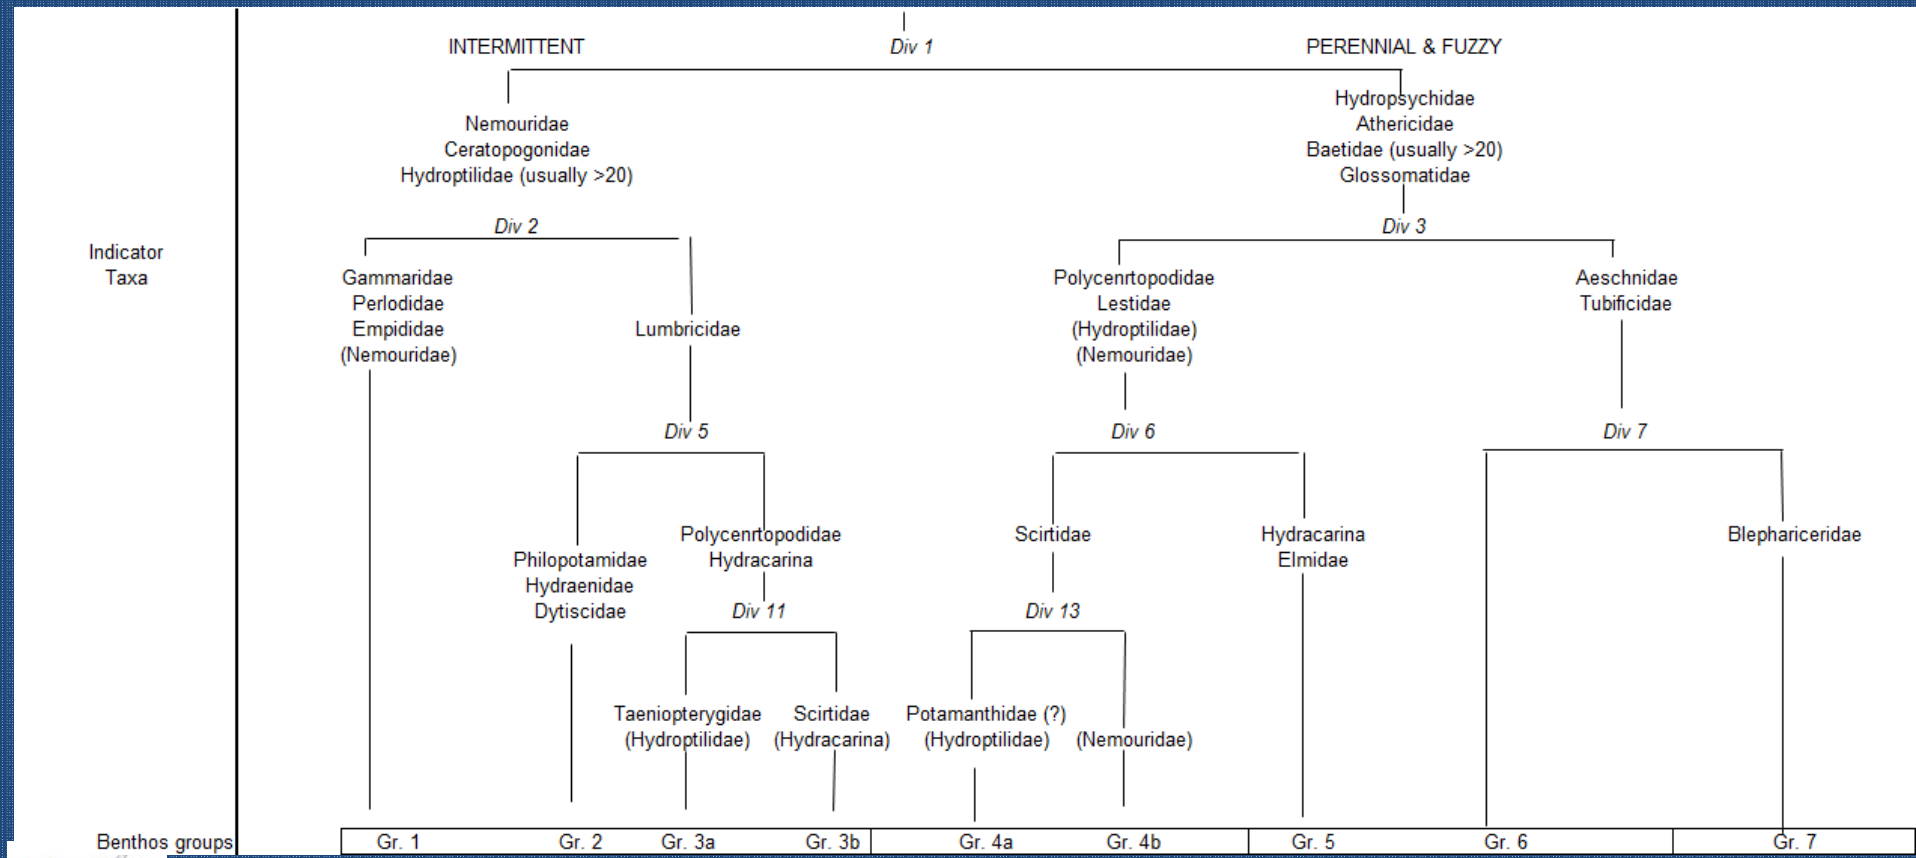 INTERMITTENT Div 1 PERENNIAL & FUZZY
Hydropsychidae
Nemouridae Athericidae
Ceratopogonidae Baetidae (usually >20)
Hydroptilidae (usually >20) Glossomatidae
Div 2 Div 3
Indicator
Taxa
Gammaridae Polycenrtopodidae Aeschnidae
Perlodidae Lestidae Tubificidae
Empididae Lumbricidae (Hydroptilidae)
(Nemouridae) (Nemouridae)
Div 5 Div 6 Div 7
Polycenrtopodidae Scirtidae Hydracarina Blephariceridae
Philopotamidae Hydracarina Elmidae
Hydraenidae
Dytiscidae Div 11 Div 13
Taeniopterygidae Scirtidae Potamanthidae (?)
(Hydroptilidae) (Hydracarina) (Hydroptilidae) (Nemouridae)
Benthos groups Gr. 1 Gr. 2 Gr. 3a Gr. 3b Gr. 4a Gr. 4b Gr. 5 Gr. 6 Gr. 7